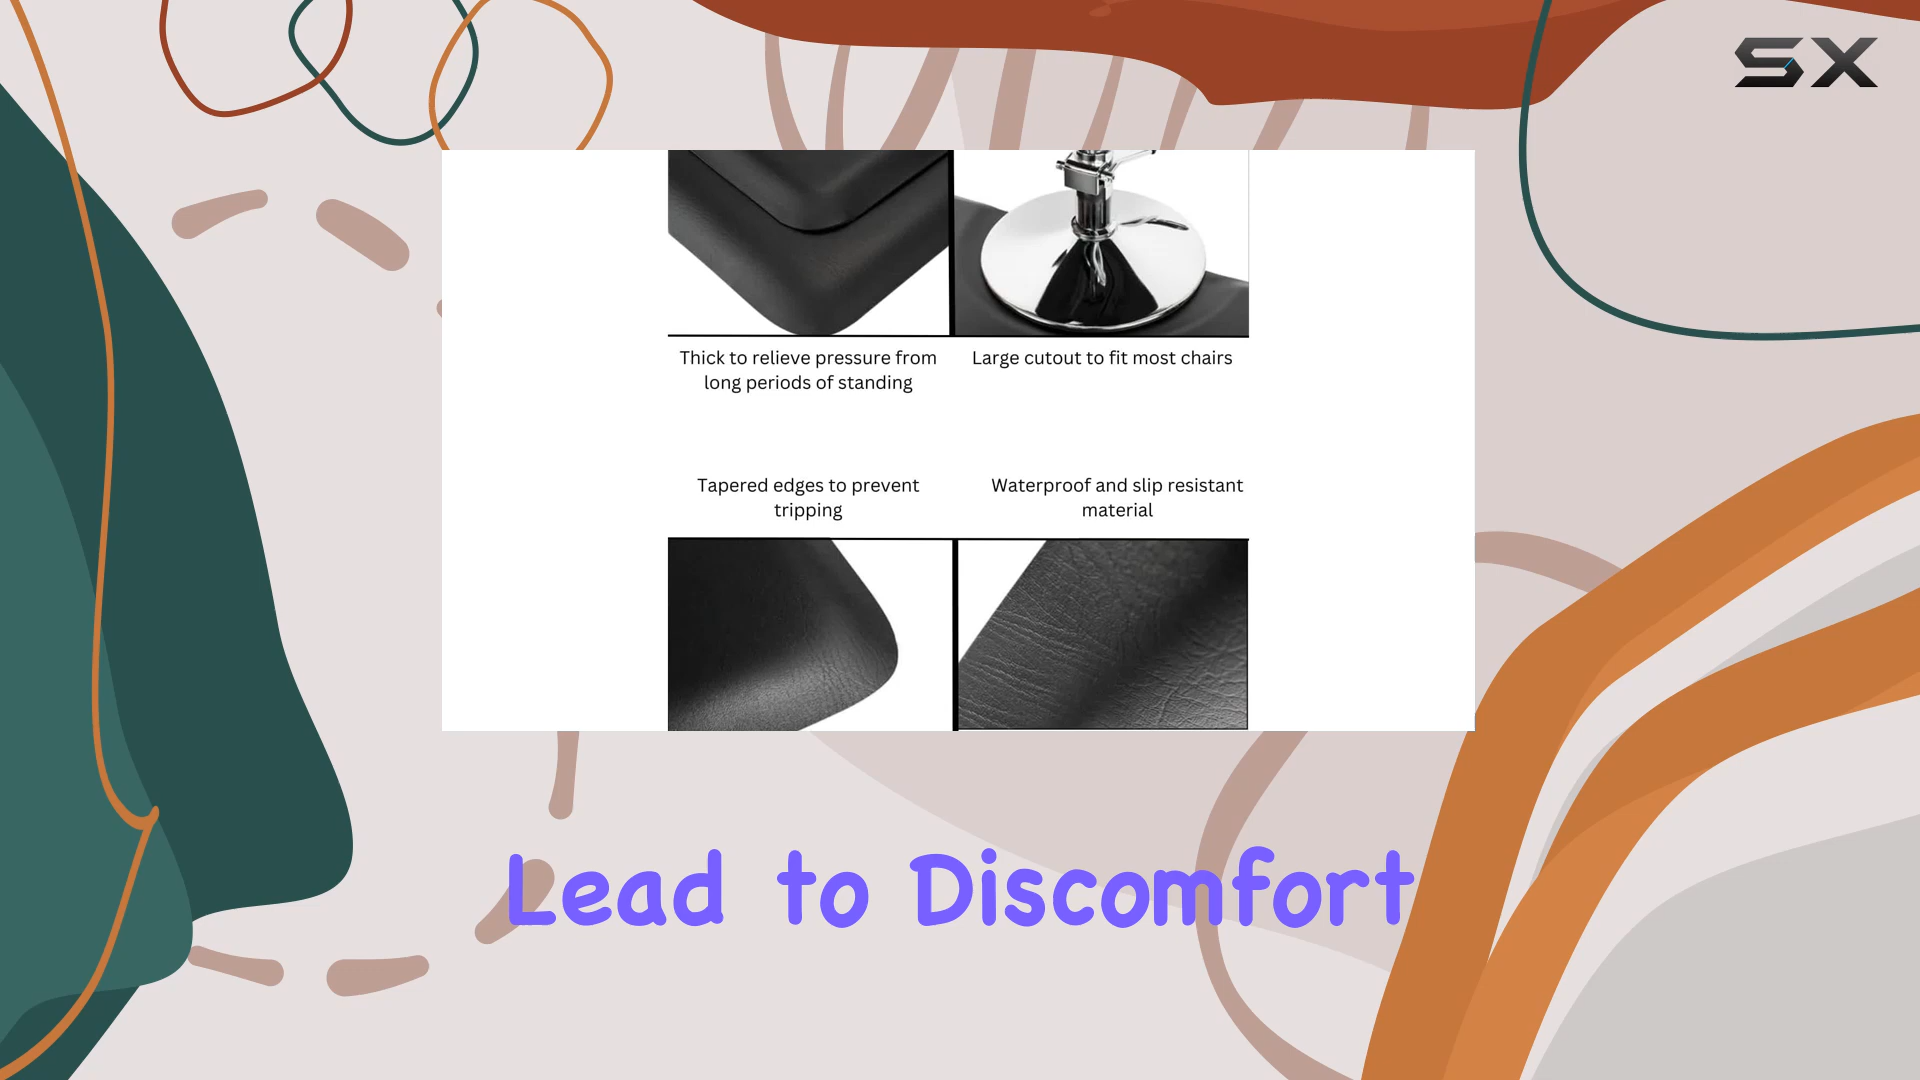 SX
Thick to relieve pressure from
long periods of standing
Large cutout to fit most chairs
Tapered edges to prevent
tripping
Waterproof and slip resistant
material
Lead to Discomfort